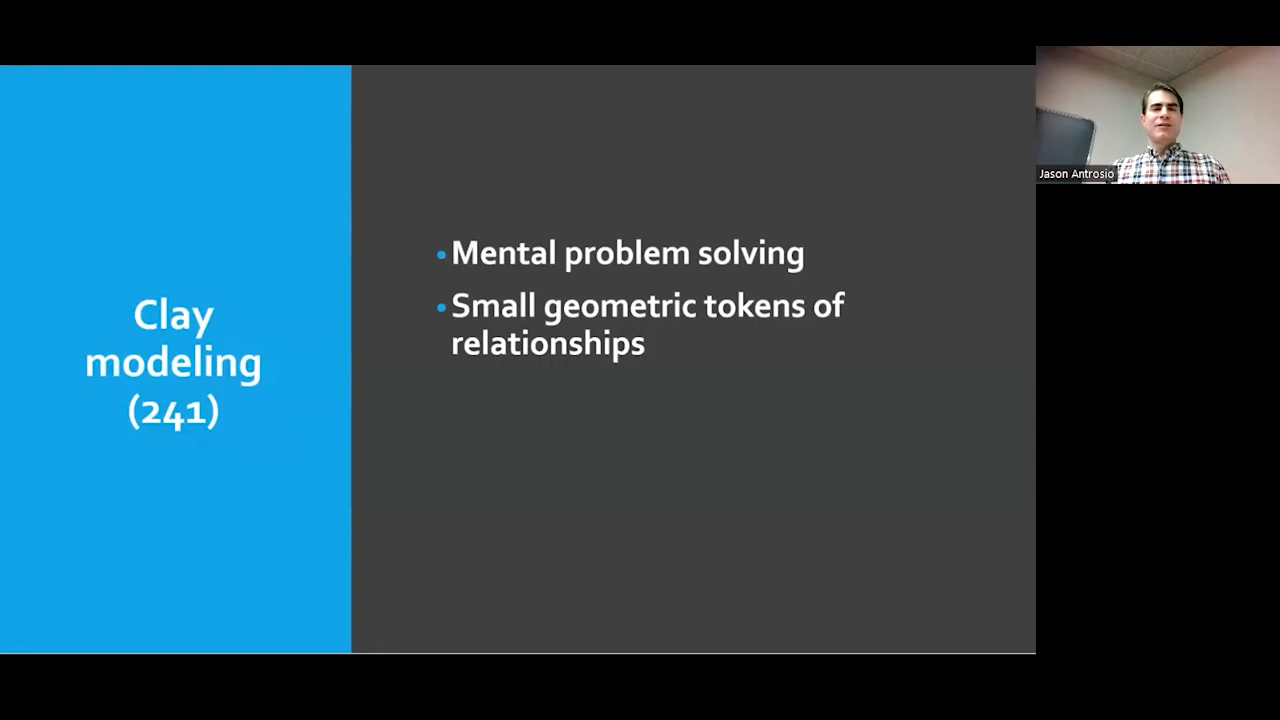 Clay
modeling
(241)
• Mental problem solving
• Small geometric tokens of
relationships
Jason Antrosio